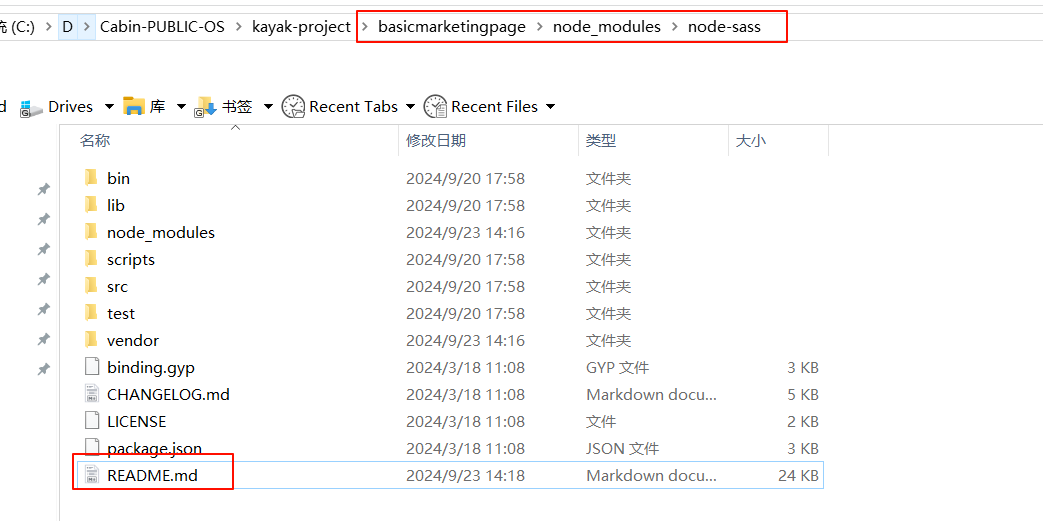 统 (C:) > D > Cabin-PUBLIC-OS > kayak-project > basicmarketingpage > node_modules > node-sass
d Drives 库 书签 Recent Tabs Recent Files
名称 修改日期 类型 大小
bin 2024/9/20 17:58 文件夹
lib 2024/9/20 17:58 文件夹
node_modules 2024/9/23 14:16 文件夹
scripts 2024/9/20 17:58 文件夹
src 2024/9/20 17:58 文件夹
test 2024/9/20 17:58 文件夹
vendor 2024/9/23 14:16 文件夹
binding.gyp 2024/3/18 11:08 GYP 文件 3 KB
CHANGELOG.md 2024/3/18 11:08 Markdown docu... 5 KB
LICENSE 2024/3/18 11:08 文件 2 KB
package.json 2024/3/18 11:08 JSON 文件 3 KB
README.md 2024/9/23 14:18 Markdown docu... 24 KB